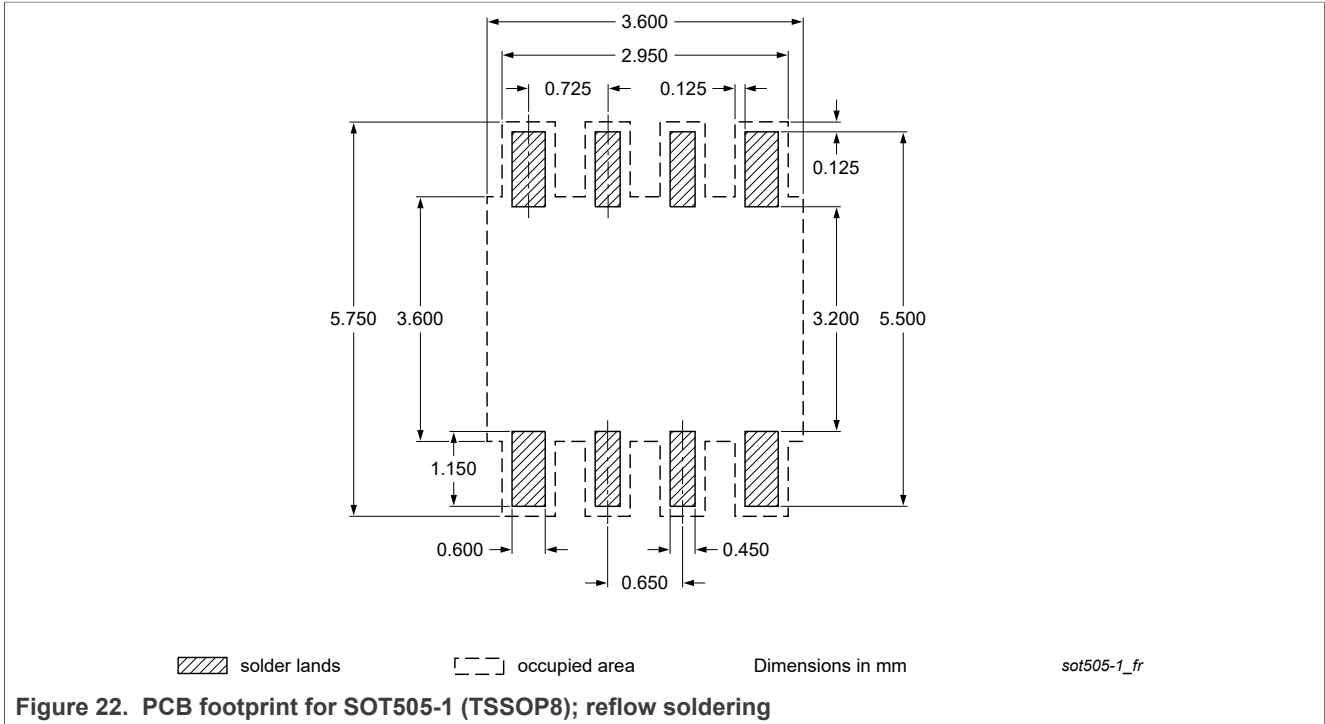 3.600
2.950
0.725 0.125
0.125
5.750 3.600 3.200 5.500
1.150
0.600 0.450
0.650
solder lands occupied area Dimensions in mm sot505-1_fr
Figure 22. PCB footprint for SOT505-1 (TSSOP8); reflow soldering